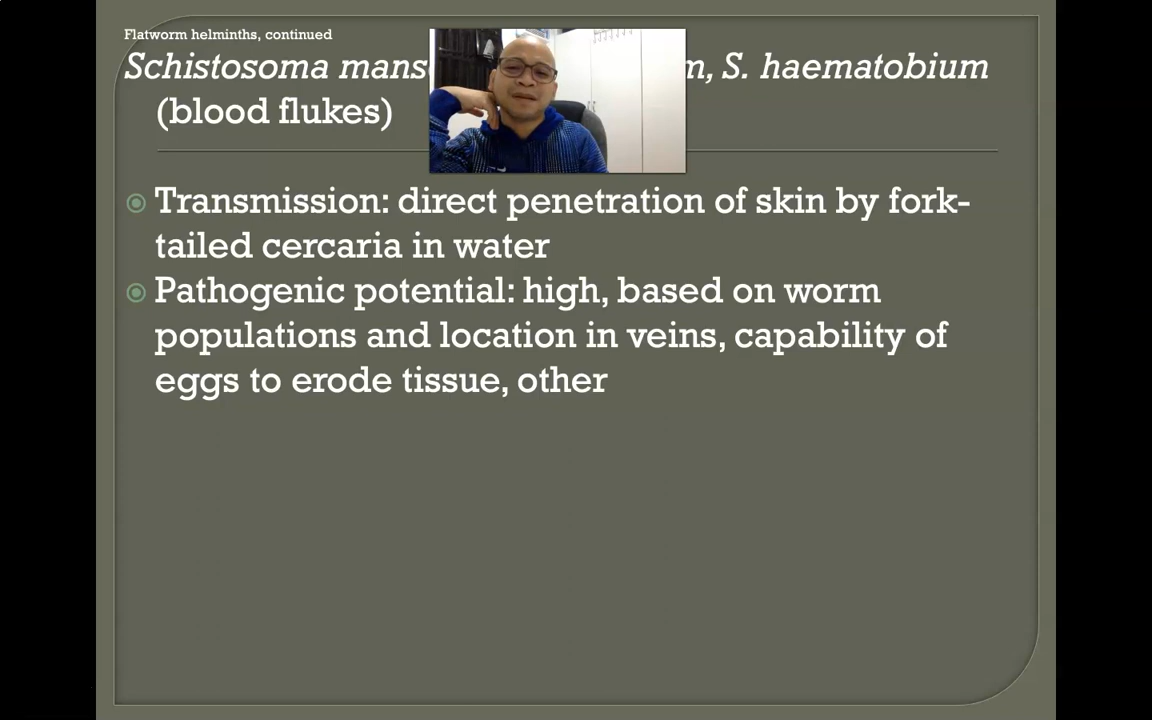 Flatworm helminths, continued
Schistosoma m, S. haematobium
(blood flukes)
Transmission: direct penetration of skin by fork-
tailed cercaria in water
Pathogenic potential: high, based on worm
populations and location in veins, capability of
eggs to erode tissue, other